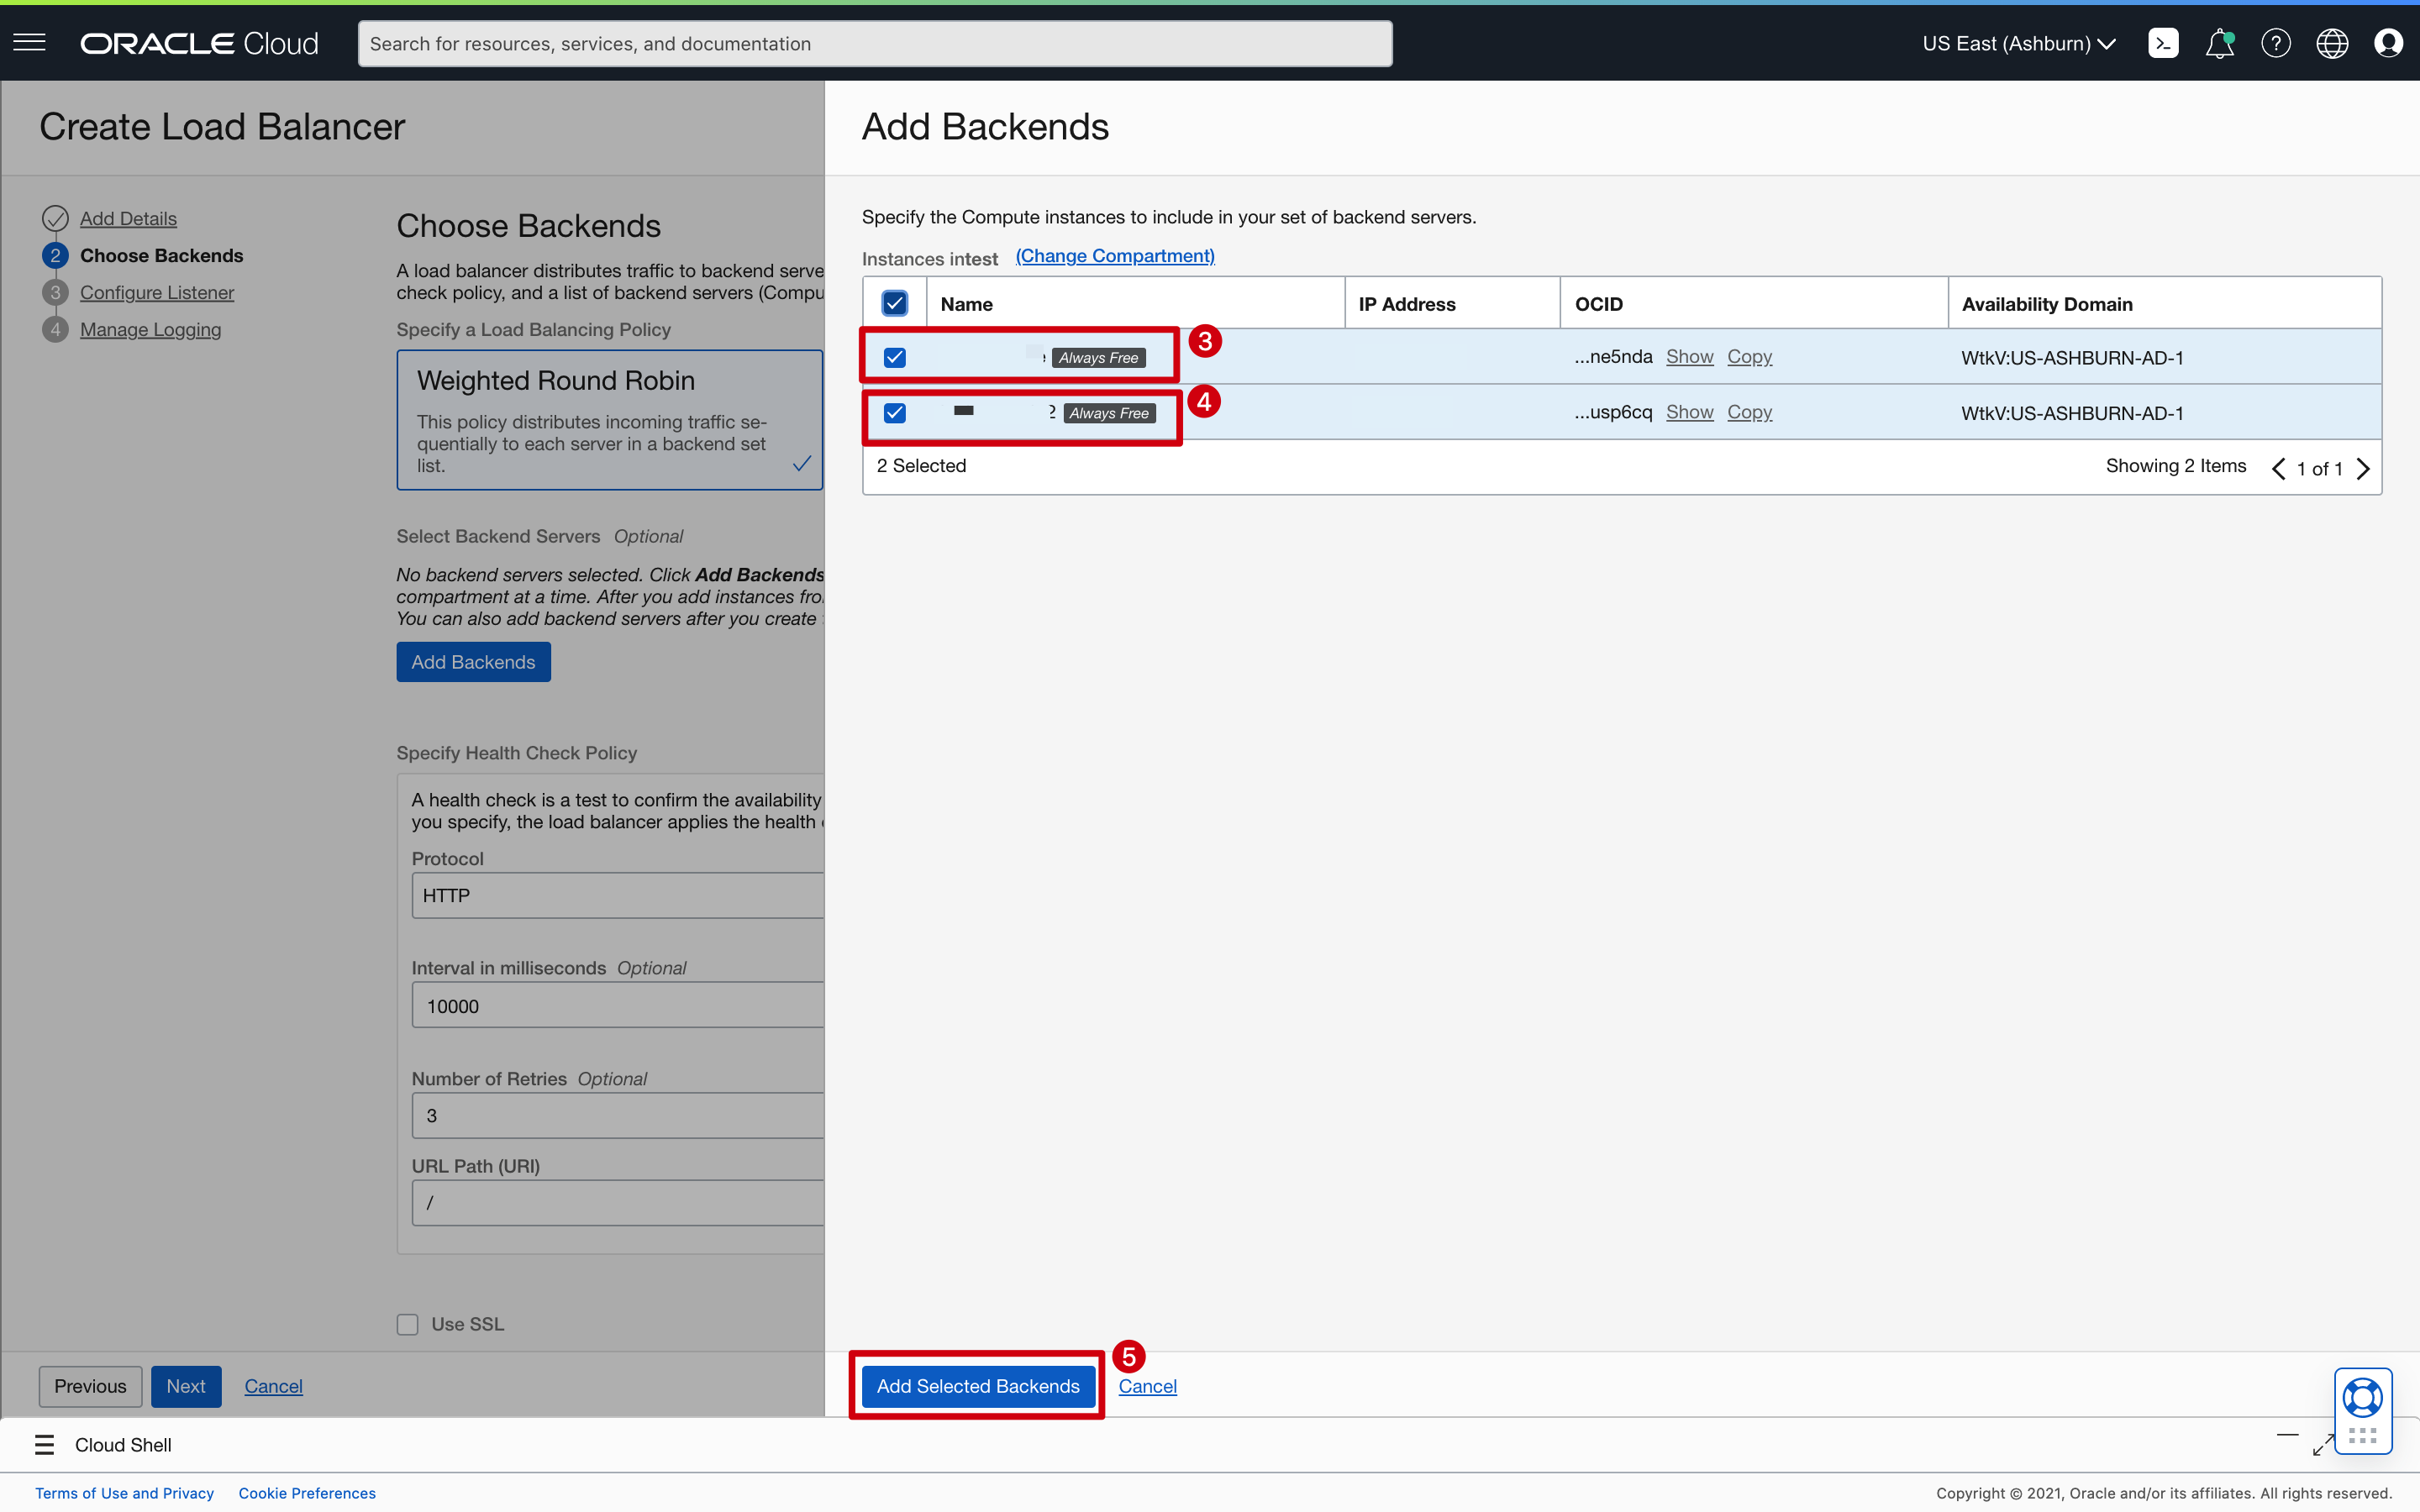 ORACLE Cloud
Search for resources, services, and documentation
US East (Ashburn)
Create Load Balancer
Add Details
2 Choose Backends
3 Configure Listener
4 Manage Logging
Choose Backends
A load balancer distributes traffic to backend serve
check policy, and a list of backend servers (Compu
Specify a Load Balancing Policy
Weighted Round Robin
This policy distributes incoming traffic se-
quentially to each server in a backend set
list.
Select Backend Servers Optional
No backend servers selected. Click Add Backends
compartment at a time. After you add instances fro
You can also add backend servers after you create
Add Backends
Specify Health Check Policy
A health check is a test to confirm the availability
you specify, the load balancer applies the health
Protocol
HTTP
Interval in milliseconds Optional
10000
Number of Retries Optional
3
URL Path (URI)
/
Use SSL
Previous Next Cancel
Add Backends
Specify the Compute instances to include in your set of backend servers.
Instances intest (Change Compartment)
Name IP Address OCID Availability Domain
Always Free 3 ...ne5nda Show Copy WtkV:US-ASHBURN-AD-1
2 Always Free 4 ...usp6cq Show Copy WtkV:US-ASHBURN-AD-1
2 Selected Showing 2 Items 1 of 1
Add Selected Backends 5 Cancel
Cloud Shell
Terms of Use and Privacy Cookie Preferences
Copyright © 2021, Oracle and/or its affiliates. All rights reserved.